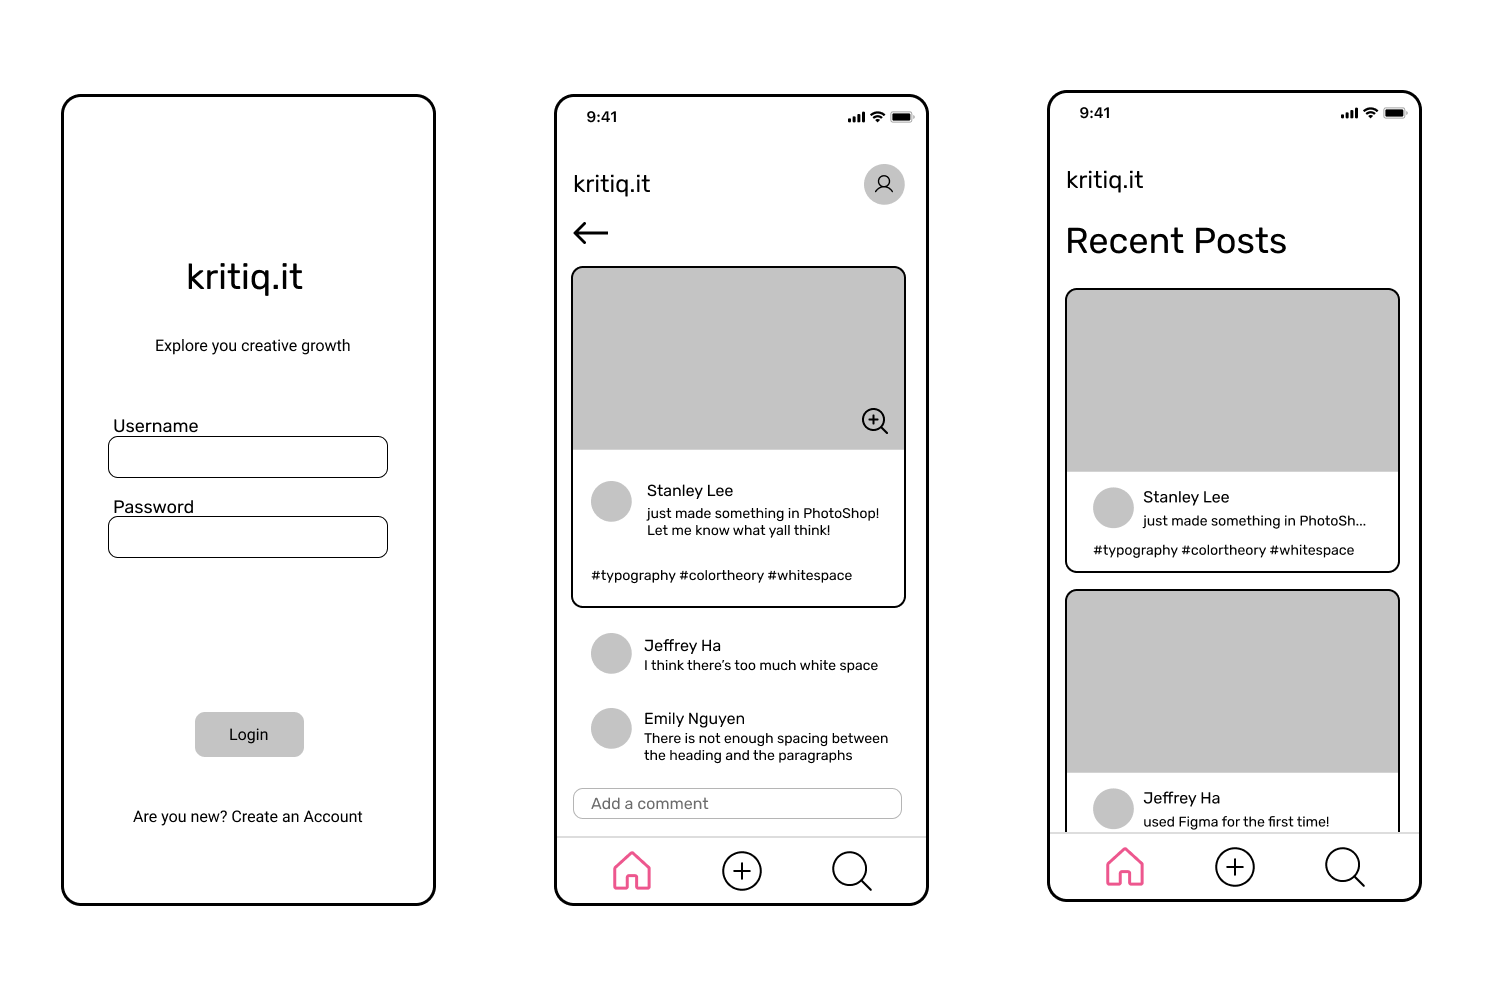 kritiq.it
Explore you creative growth
Username
Password
Login
Are you new? Create an Account
9:41
kritiq.it
Stanley Lee
just made something in PhotoShop!
Let me know what yall think!
#typography #colortheory #whitespace
Jeffrey Ha
I think there's too much white space
Emily Nguyen
There is not enough spacing between
the heading and the paragraphs
Add a comment
9:41
kritiq.it
Recent Posts
Stanley Lee
just made something in PhotoSh...
#typography #colortheory #whitespace
Jeffrey Ha
used Figma for the first time!